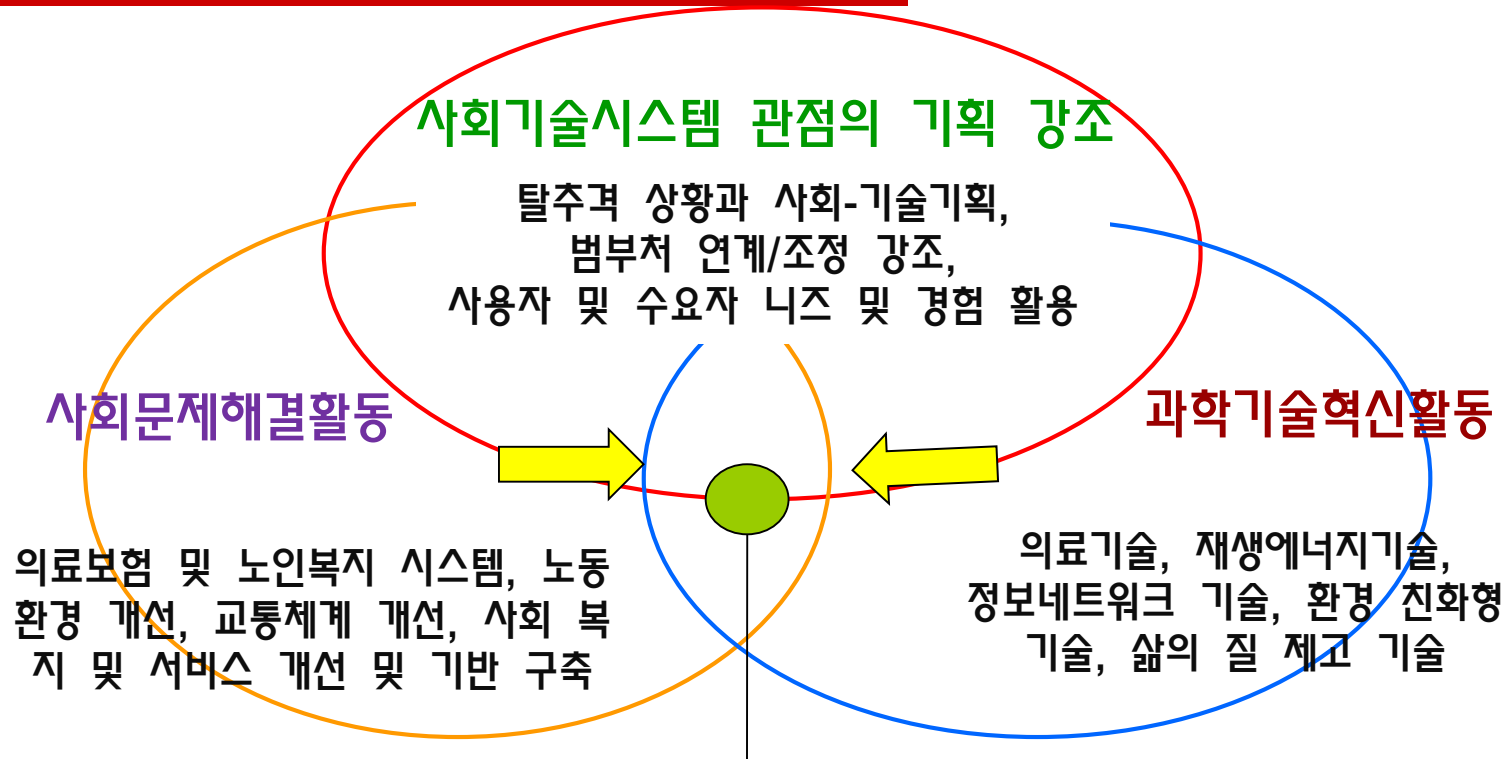 사회기술시스템 관점의 기획 강조
탈추격 상황과 사회-기술기획,
범부처 연계/조정 강조,
사용자 및 수요자 니즈 및 경험 활용
사회문제해결활동
과학기술혁신활동
의료보험 및 노인복지 시스템, 노동
환경 개선, 교통체계 개선, 사회 복
지 및 서비스 개선 및 기반 구축
의료기술, 재생에너지기술,
정보네트워크 기술, 환경 친화형
기술, 삶의 질 제고 기술